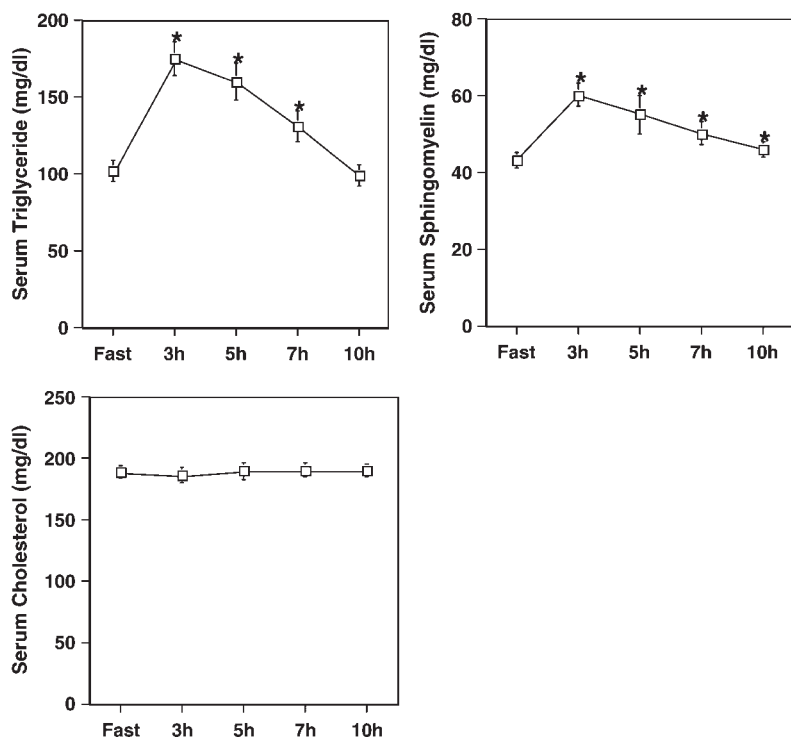 Serum Triglyceride (mg/dl)
200
150
100
50
0
* * *
Fast 3h 5h 7h 10h
Serum Sphingomyelin (mg/dl)
80
60
40
20
0
* * * *
Fast 3h 5h 7h 10h
Serum Cholesterol (mg/dl)
250
200
150
100
50
0
Fast 3h 5h 7h 10h